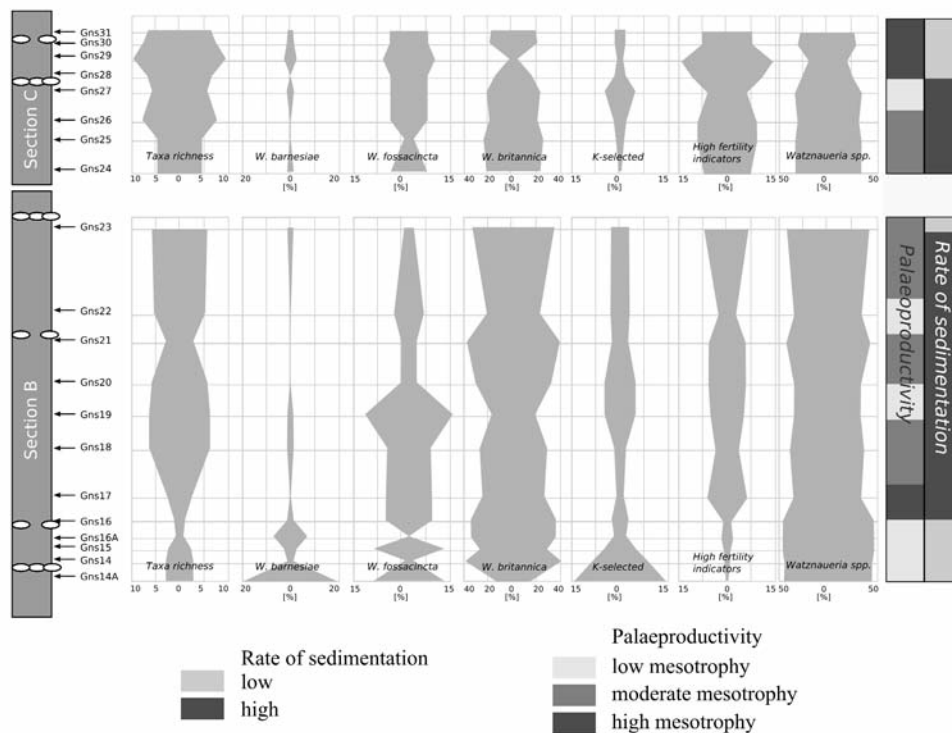 Section C
Gns31
Gns30
Gns29
Gns28
Gns27
Gns26
Gns25
Gns24
Taxa richness
W. barnesiae
W. fossacincta
W. britannica
K-selected
High fertility
indicators
Watznaueria spp.
10 5 0 5 10
20 0 20
[%]
15 0 15
[%]
40 20 0 20 40
[%]
15 0 15
[%]
15 0 15
[%]
50 0 50
[%]
Section B
Gns23
Gns22
Gns21
Gns20
Gns19
Gns18
Gns17
Gns16
Gns16A
Gns15
Gns14
Gns14A
Taxa richness
W. barnesiae
W. fossacincta
W. britannica
K-selected
High fertility
indicators
Watznaueria spp.
10 5 0 5 10
20 0 20
[%]
15 0 15
[%]
40 20 0 20 40
[%]
15 0 15
[%]
15 0 15
[%]
50 0 50
[%]
Palaeoproductivity
Rate of sedimentation
Rate of sedimentation
low
high
Palaeproductivity
low mesotrophy
moderate mesotrophy
high mesotrophy